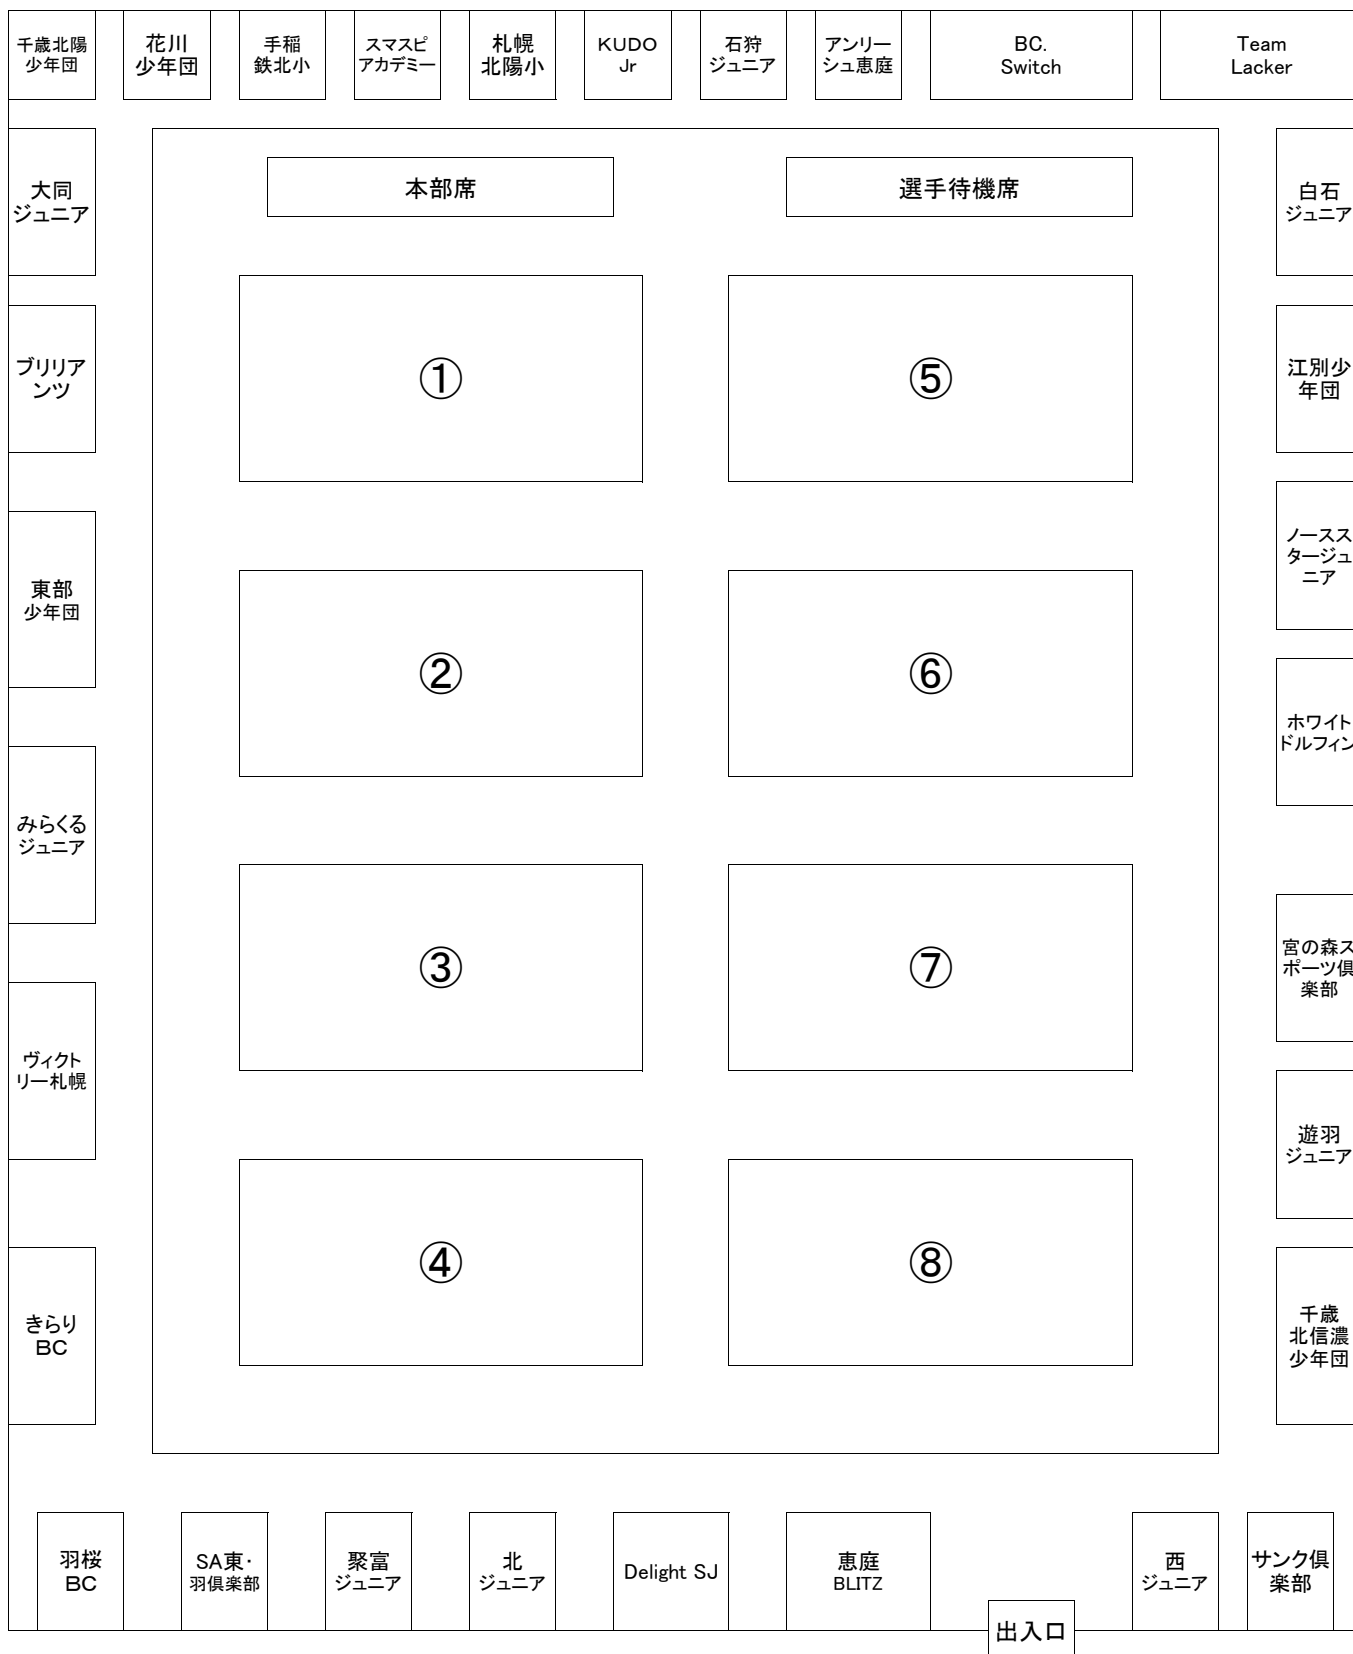 千歳北陽
少年団
花川
少年団
手稲
鉄北小
スマスピ
アカデミー
札幌
北陽小
KUDO
Jr
石狩
ジュニア
アンリー
シュ恵庭
BC.
Switch
Team
Lacker
大同
ジュニア
本部席
選手待機席
白石
ジュニア
ブリリア
ンツ
①
⑤
江別少
年団
東部
少年団
②
⑥
ノースス
タージュ
ニア
ホワイト
ドルフィン
みらくる
ジュニア
③
⑦
宮の森ス
ポーツ倶
楽部
ヴィクト
リー札幌
遊羽
ジュニア
きらり
BC
④
⑧
千歳
北信濃
少年団
羽桜
BC
SA東・
羽倶楽部
聚富
ジュニア
北
ジュニア
Delight SJ
恵庭
BLITZ
西
ジュニア
サンク倶
楽部
出入口